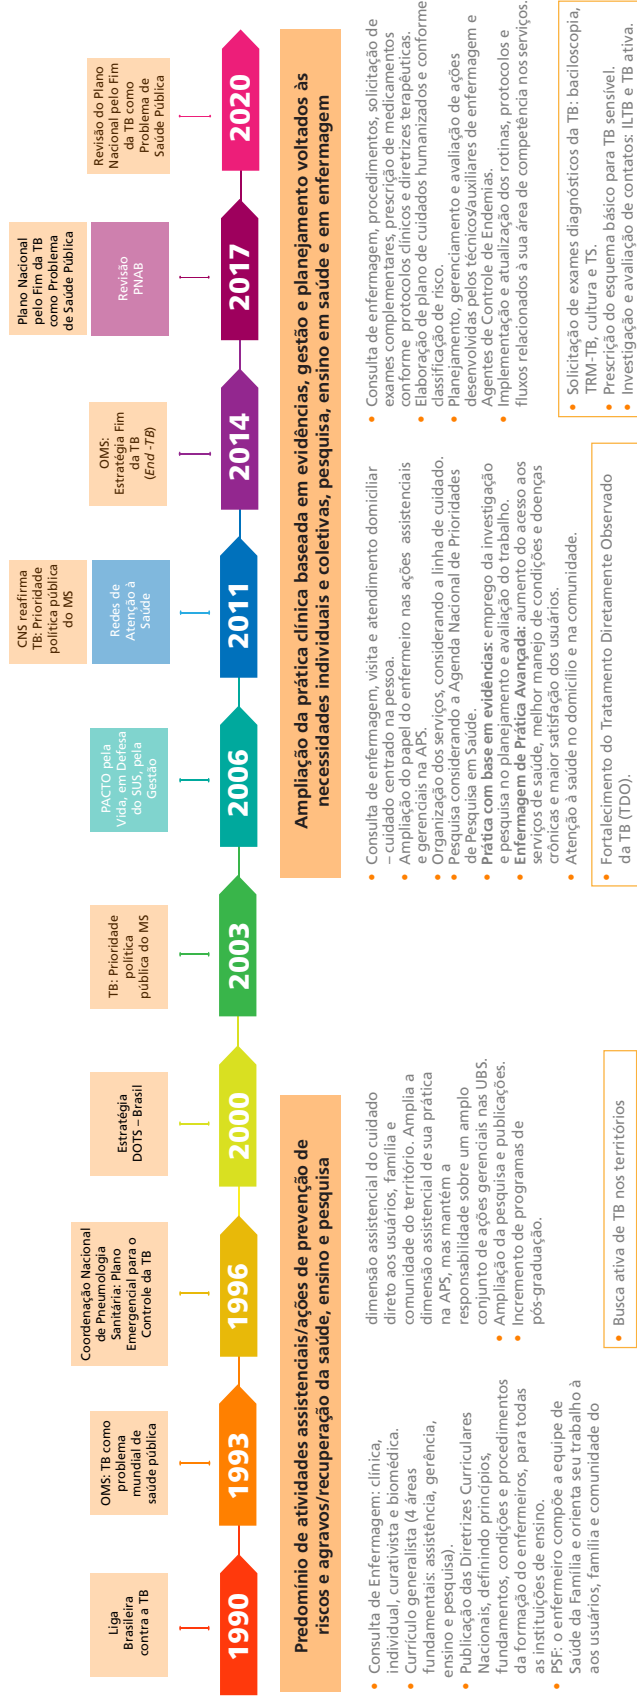 Liga
Brasileira
contra a TB
1990
OMS: TB como
problema
mundial de
saúde pública
1993
Coordenação Nacional
de Pneumologia
Sanitária: Plano
Emergencial para o
Controle da TB
1996
Estratégia
DOTS – Brasil
2000
TB: Prioridade
política
pública do MS
2003
PACTO pela
Vida, em Defesa
do SUS, pela
Gestão
2006
CNS reafirma
TB: Prioridade
política pública
do MS
Redes de
Atenção à
Saúde
2011
OMS:
Estratégia Fim
da TB
(End -TB)
2014
Plano Nacional
pelo Fim da TB
como Problema
de Saúde Pública
Revisão
PNAB
2017
Revisão do Plano
Nacional pelo Fim
da TB como
Problema de
Saúde Pública
2020
Predomínio de atividades assistenciais/ações de prevenção de
riscos e agravos/recuperação da saúde, ensino e pesquisa
Ampliação da prática clínica baseada em evidências, gestão e planejamento voltados às
necessidades individuais e coletivas, pesquisa, ensino em saúde e em enfermagem
• Consulta de Enfermagem: clínica,
individual, curativista e biomédica.
• Currículo generalista (4 áreas
fundamentais: assistência, gerência,
ensino e pesquisa).
• Publicação das Diretrizes Curriculares
Nacionais, definindo princípios,
fundamentos, condições e procedimentos
da formação do enfermeiros, para todas
as instituições de ensino.
• PSF: o enfermeiro compõe a equipe de
Saúde da Família e orienta seu trabalho à
aos usuários, família e comunidade do
dimensão assistencial do cuidado
direto aos usuários, família e
comunidade do território. Amplia a
dimensão assistencial de sua prática
na APS, mas mantém a
responsabilidade sobre um amplo
conjunto de ações gerenciais nas UBS.
• Ampliação da pesquisa e publicações.
• Incremento de programas de
pós-graduação.
• Busca ativa de TB nos territórios
• Consulta de enfermagem, visita e atendimento domiciliar
– cuidado centrado na pessoa.
• Ampliação do papel do enfermeiro nas ações assistenciais
e gerenciais na APS.
• Organização dos serviços, considerando a linha de cuidado.
• Pesquisa considerando a Agenda Nacional de Prioridades
de Pesquisa em Saúde.
• Prática com base em evidências: emprego da investigação
e pesquisa no planejamento e avaliação do trabalho.
• Enfermagem de Prática Avançada: aumento do acesso aos
serviços de saúde, melhor manejo de condições e doenças
crônicas e maior satisfação dos usuários.
• Atenção à saúde no domicílio e na comunidade.
• Fortalecimento do Tratamento Diretamente Observado
da TB (TDO).
• Consulta de enfermagem, procedimentos, solicitação de
exames complementares, prescrição de medicamentos
conforme protocolos clínicos e diretrizes terapêuticas.
• Elaboração de plano de cuidados humanizados e conforme
classificação de risco.
• Planejamento, gerenciamento e avaliação de ações
desenvolvidas pelos técnicos/auxiliares de enfermagem e
Agentes de Controle de Endemias.
• Implementação e atualização dos rotinas, protocolos e
fluxos relacionados à sua área de competência nos serviços.
• Solicitação de exames diagnósticos da TB: baciloscopia,
TRM-TB, cultura e TS.
• Prescrição do esquema básico para TB sensível.
• Investigação e avaliação de contatos: ILTB e TB ativa.